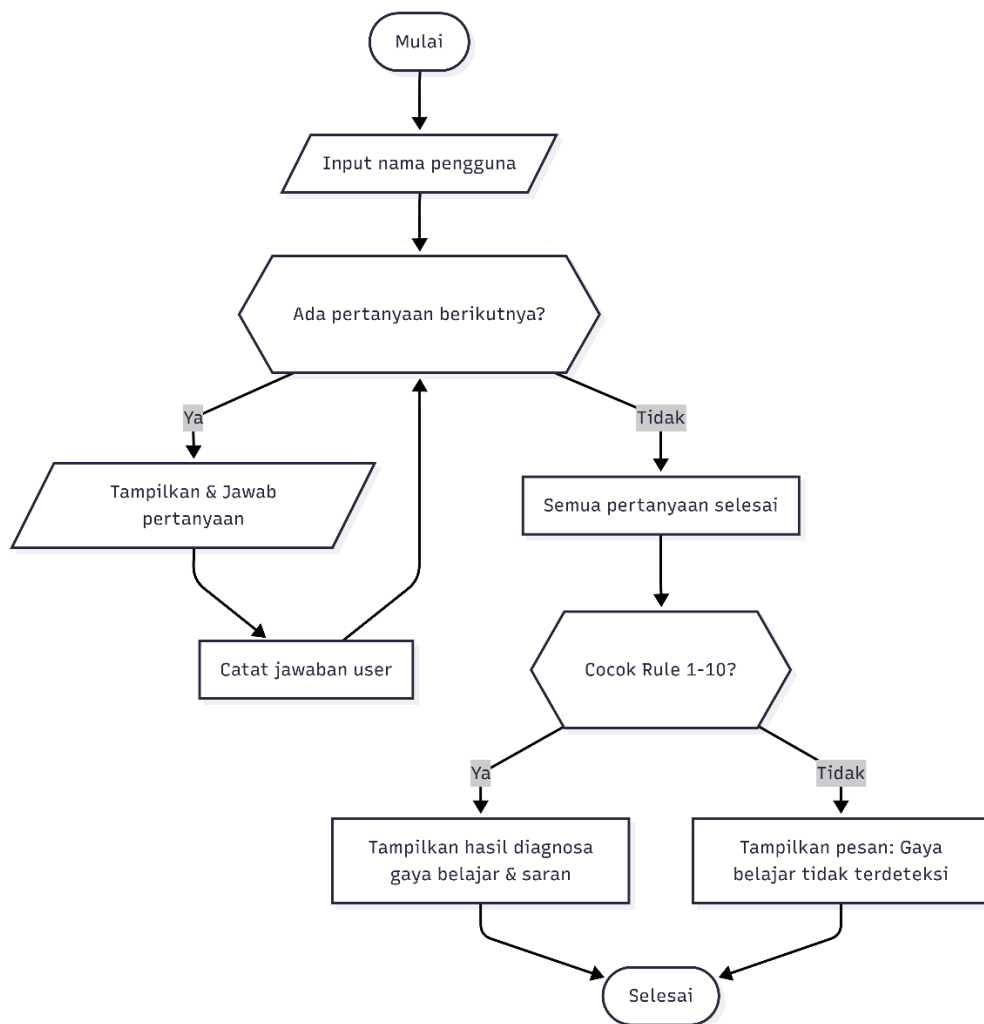 Mulai
Input nama pengguna
Ada pertanyaan berikutnya?
Ya
Tidak
Tampilkan & Jawab
pertanyaan
Semua pertanyaan selesai
Catat jawaban user
Cocok Rule 1-10?
Ya
Tidak
Tampilkan hasil diagnosa
gaya belajar & saran
Tampilkan pesan: Gaya
belajar tidak terdeteksi
Selesai